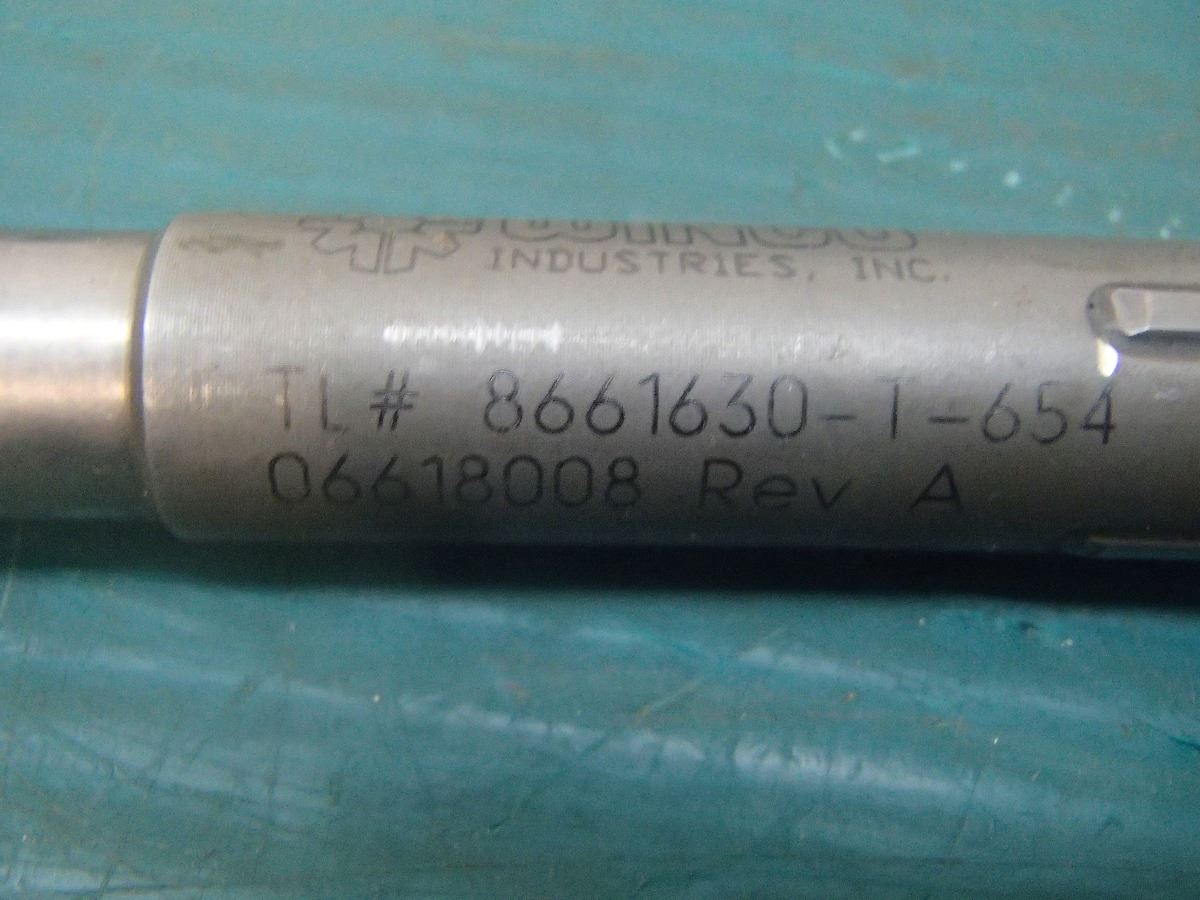 INDUSTRIES, INC.
TL# 8661630-T-654
06618008 Rev A